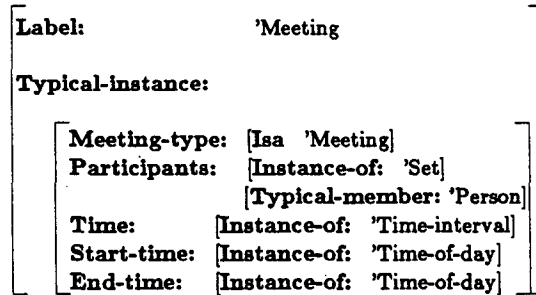 Label: 'Meeting
Typical-instance:
Meeting-type: [Isa 'Meeting]
Participants: [Instance-of: 'Set]
[Typical-member: 'Person]
Time: [Instance-of: 'Time-interval]
Start-time: [Instance-of: 'Time-of-day]
End-time: [Instance-of: 'Time-of-day]